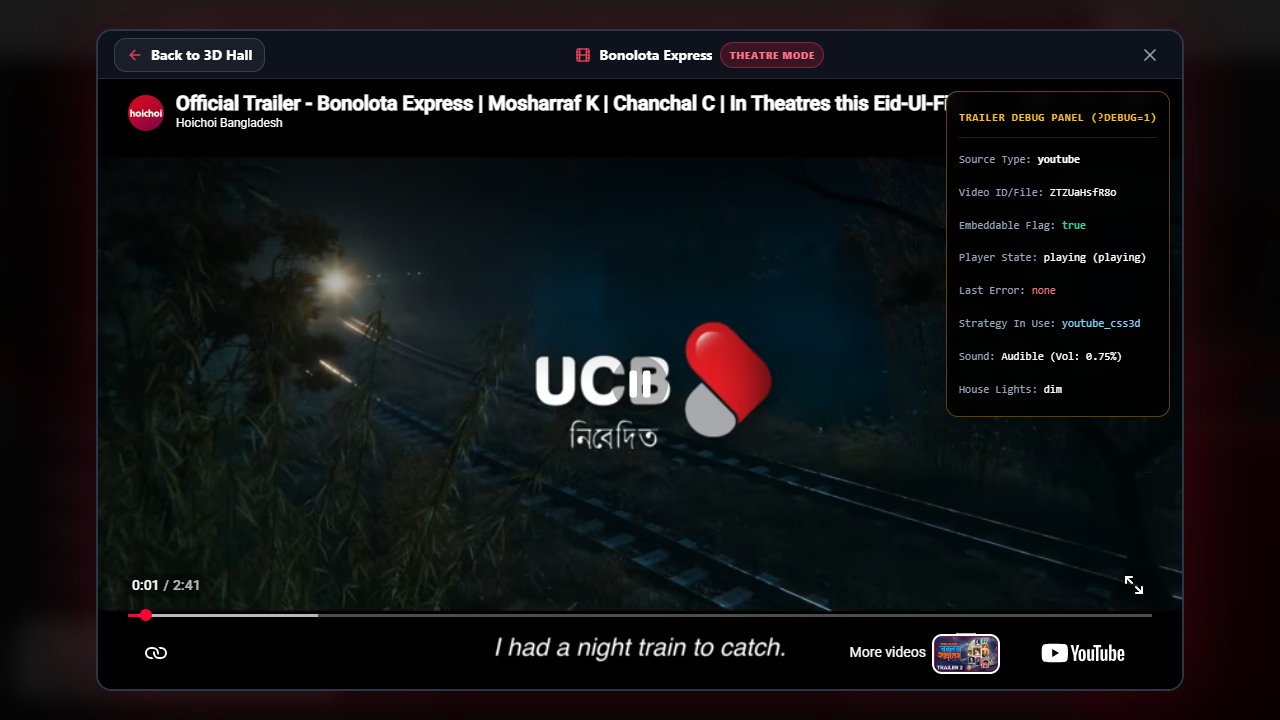 Back to 3D Hall
Bonolota Express
THEATRE MODE
hoichoi
Official Trailer - Bonolota Express | Mosharraf K | Chanchal C | In Theatres this Eid-Ul-Fi
Hoichoi Bangladesh
TRAILER DEBUG PANEL (?DEBUG=1)
Source Type: youtube
Video ID/File: ZTZUaHsfR8o
Embeddable Flag: true
Player State: playing (playing)
Last Error: none
Strategy In Use: youtube_css3d
Sound: Audible (Vol: 0.75%)
House Lights: dim
UCB
নিবেদিত
0:01 / 2:41
I had a night train to catch.
More videos
TRAILER 2
YouTube